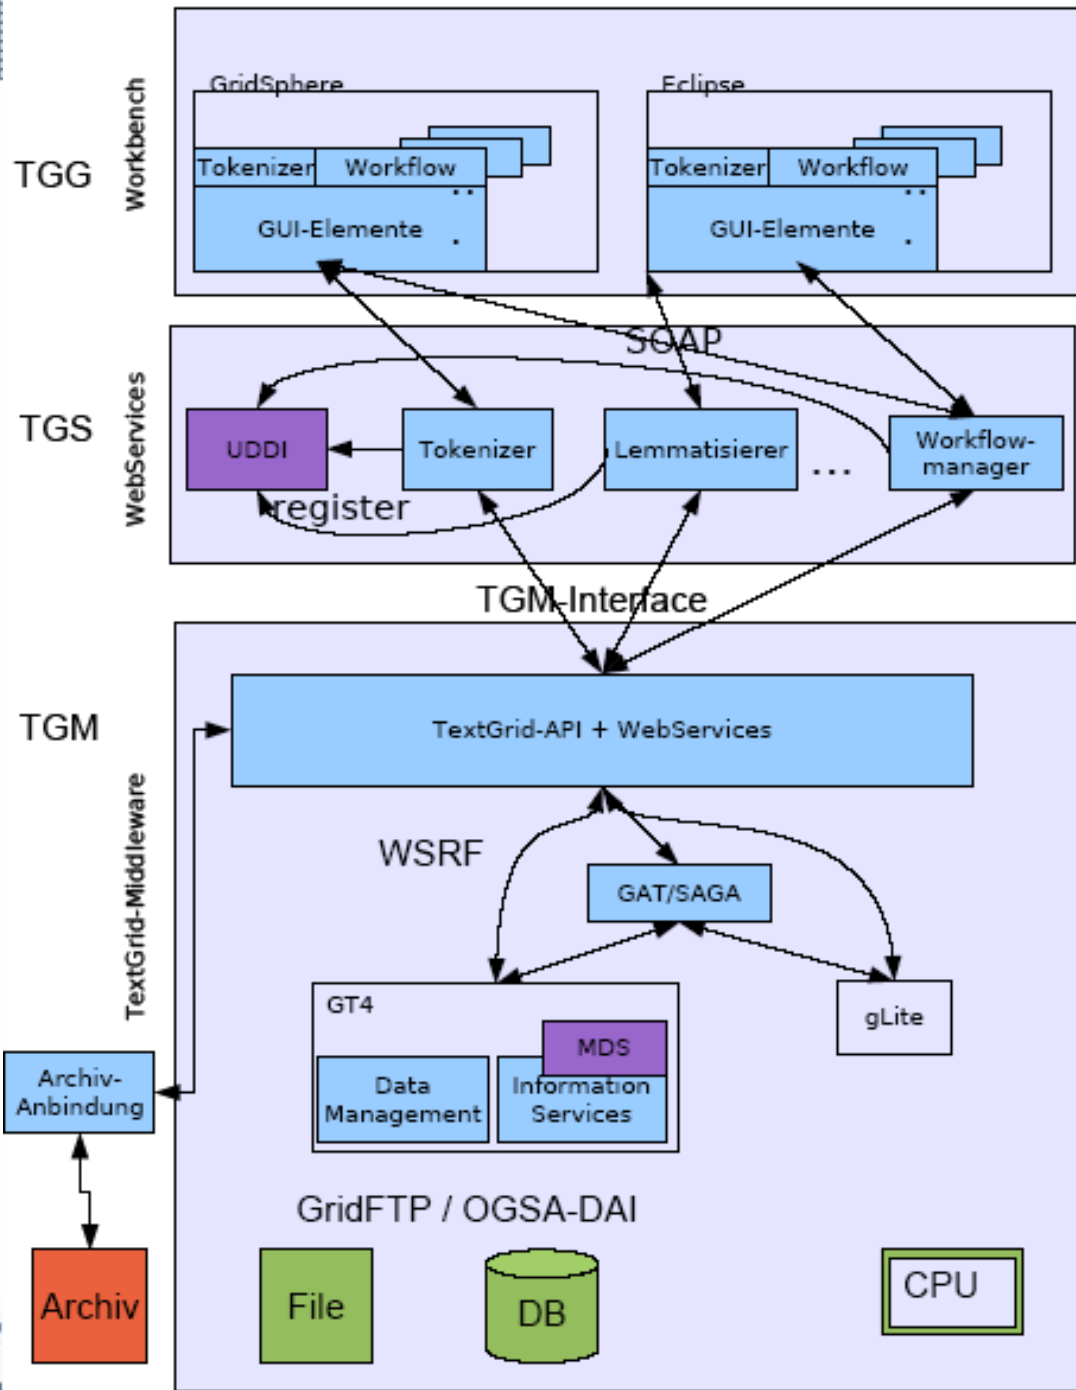 GridSphere
Eclipse
TGG
Workbench
Tokenizer
Workflow
..
GUI-Elemente
.
Tokenizer
Workflow
..
GUI-Elemente
.
SOAP
TGS
WebServices
UDDI
Tokenizer
Lemmatisierer
...
Workflow-
manager
register
TGM-Interface
TGM
TextGrid-Middleware
TextGrid-API + WebServices
WSRF
GAT/SAGA
GT4
MDS
Data
Management
Information
Services
gLite
Archiv-
Anbindung
GridFTP / OGSA-DAI
Archiv
File
DB
CPU